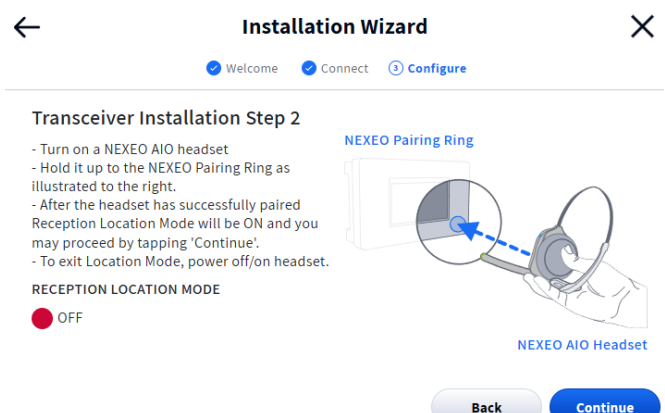 Installation Wizard
Welcome
Connect
3 Configure
Transceiver Installation Step 2
- Turn on a NEXEO AIO headset
- Hold it up to the NEXEO Pairing Ring as
illustrated to the right.
- After the headset has successfully paired
Reception Location Mode will be ON and you
may proceed by tapping 'Continue'.
- To exit Location Mode, power off/on headset.
RECEPTION LOCATION MODE
OFF
NEXEO Pairing Ring
NEXEO AIO Headset
Back
Continue